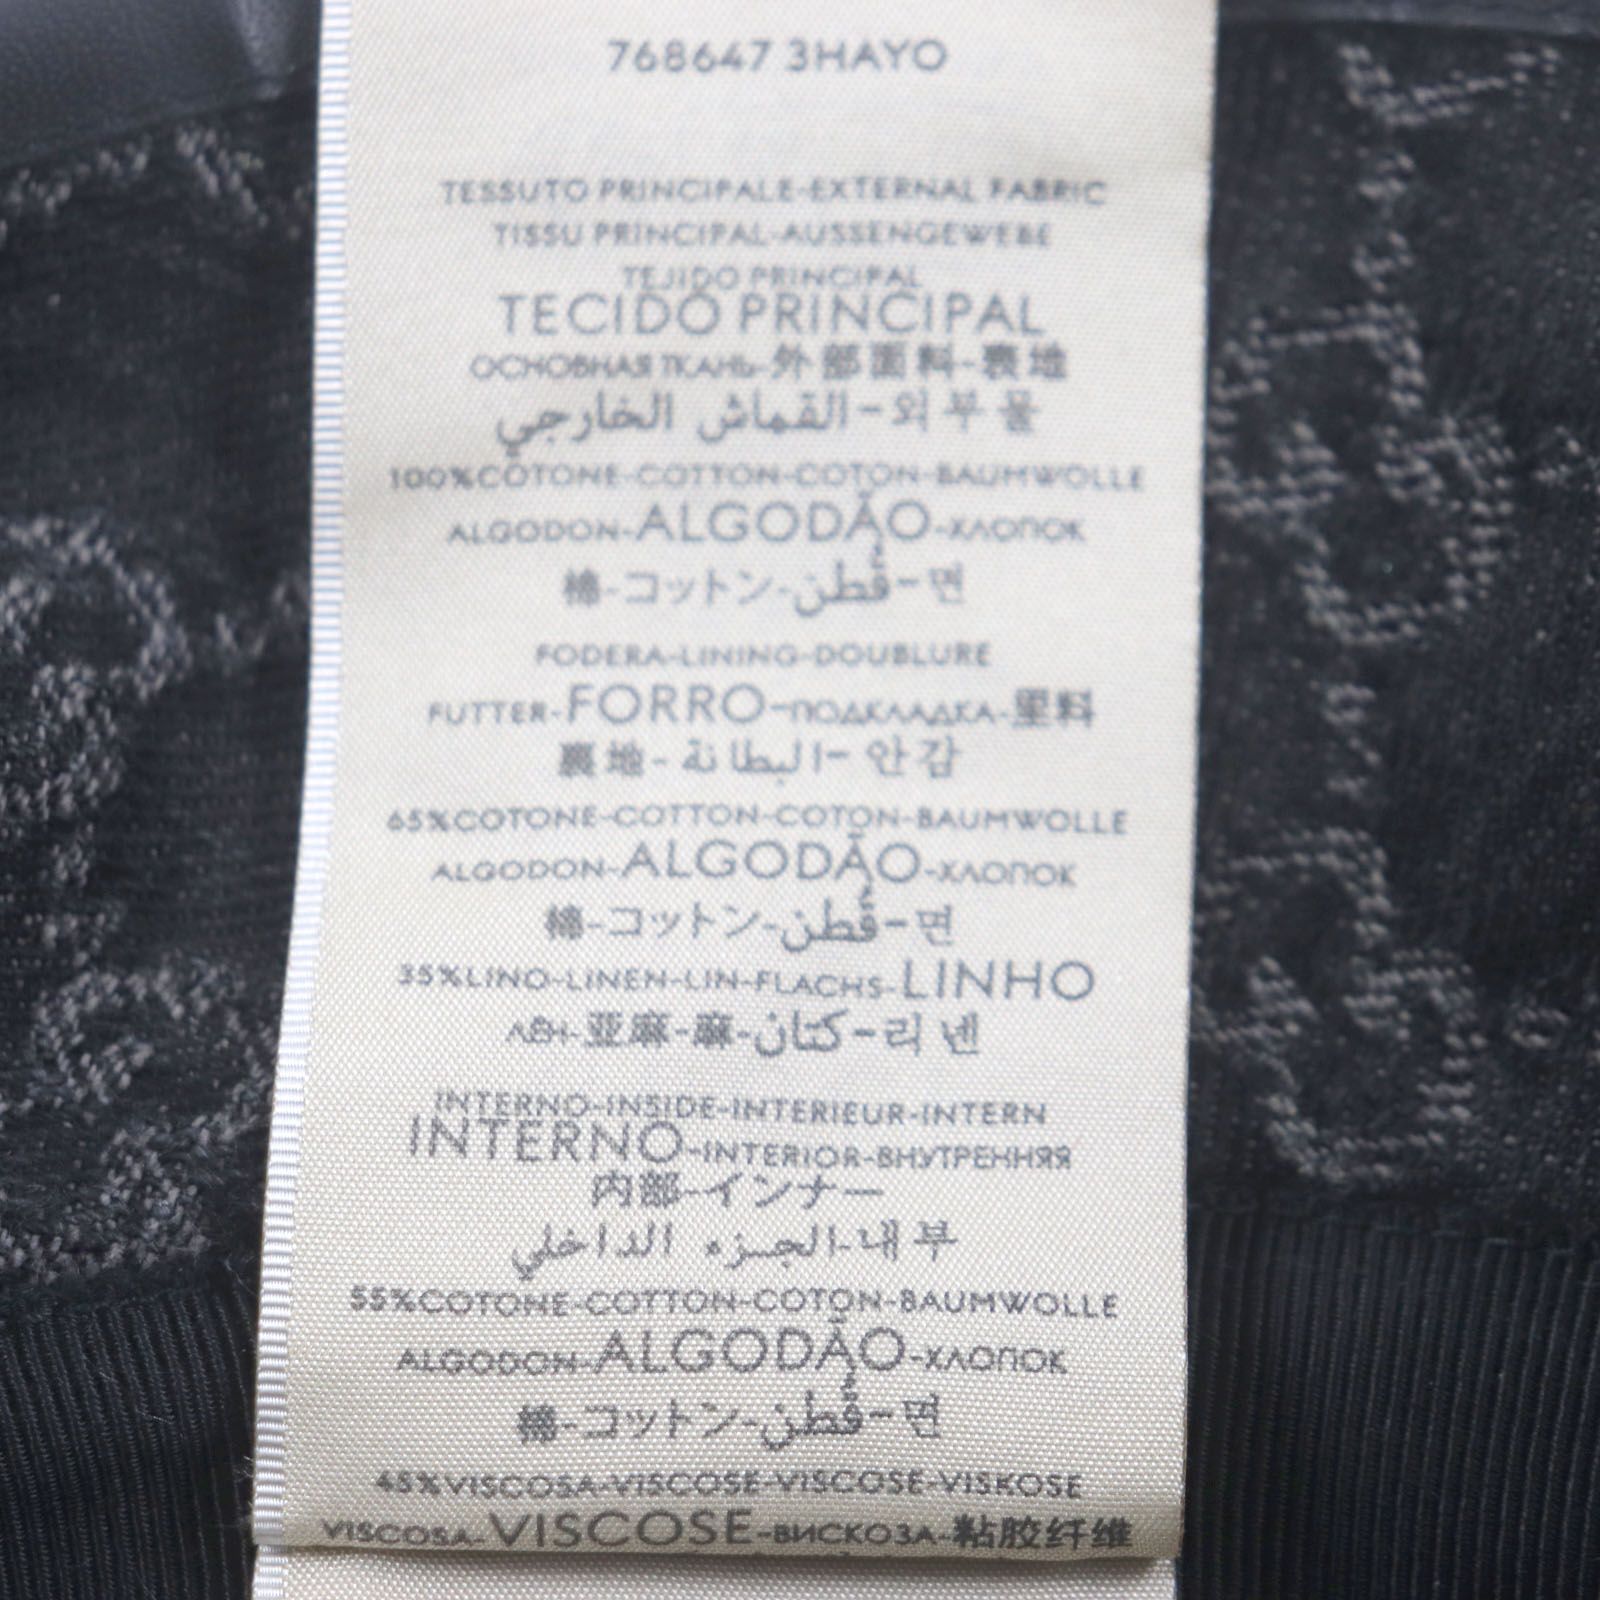 768647 3HAYO
TESSUTO PRINCIPALE-EXTERNAL FABRIC
TISSU PRINCIPAL-AUSSENGEWEBE
TEJIDO PRINCIPAL
TECIDO PRINCIPAL
ОСНОВНАЯ ТКАНЬ-外部面料-表地
القماش الخارجي-외부물
100%COTONE-COTTON-COTON-BAUMWOLLE
ALGODON-ALGODÃO-ХЛОПОК
棉-コットン-قُطن-면
FODERA-LINING-DOUBLURE
FUTTER-FORRO-ПОДКЛАДКА-里料
裏地-البطانة-안감
65%COTONE-COTTON-COTON-BAUMWOLLE
ALGODON-ALGODÃO-ХЛОПОК
棉-コットン-قُطن-면
35%LINO-LINEN-LIN-FLACHS-LINHO
ЛЕН-亚麻-麻-كتان-리넨
INTERNO-INSIDE-INTERIEUR-INTERN
INTERNO-INTERIOR-ВНУТРЕННЯЯ
内部-インナー
الجزء الداخلي-내부
55%COTONE-COTTON-COTON-BAUMWOLLE
ALGODON-ALGODÃO-ХЛОПОК
棉-コットン-قُطن-면
45%VISCOSA-VISCOSE-VISCOSE-VISKOSE
VISCOSA-VISCOSE-ВИСКОЗА-粘胶纤维